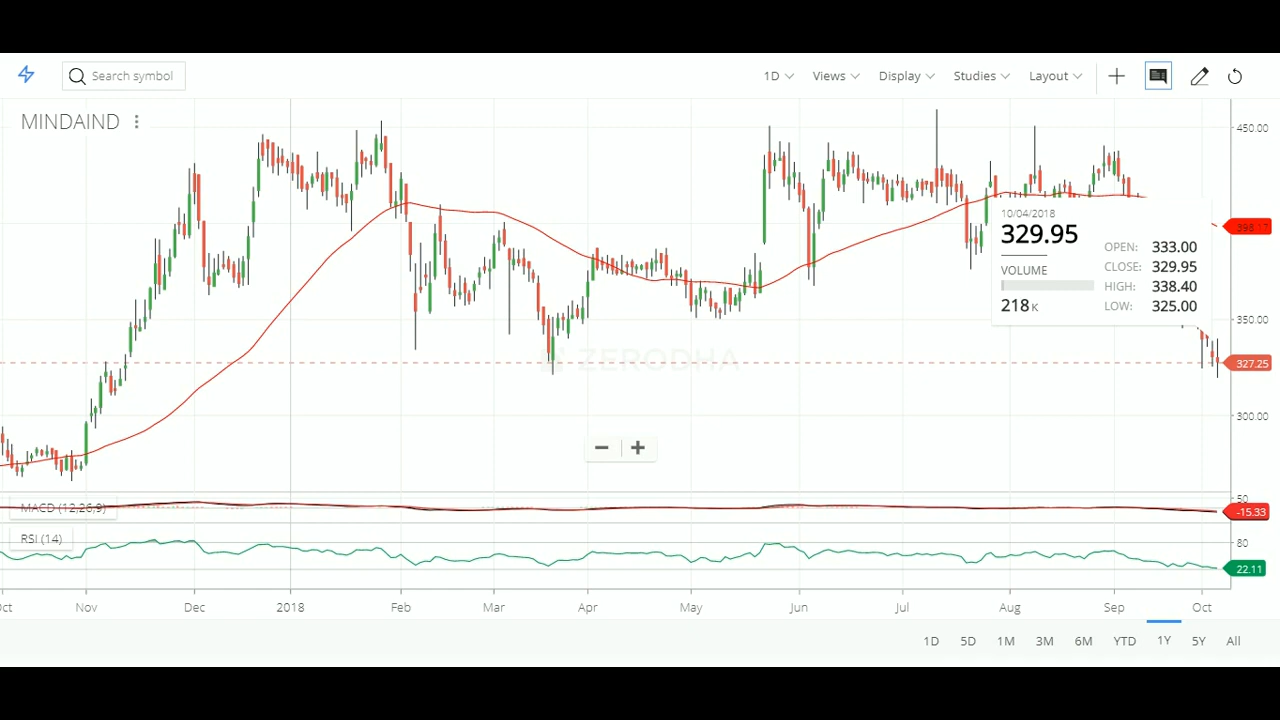 Search symbol 1D Views Display Studies Layout
MINDAIND
450.00
10/04/2018
329.95
OPEN: 333.00
VOLUME
CLOSE: 329.95
HIGH: 338.40
218 K
LOW: 325.00
350.00
ZERODHA
327.25
300.00
50
MACD (12,26,9)
-15.33
RSI (14)
80
22.11
Oct Nov Dec 2018 Feb Mar Apr May Jun Jul Aug Sep Oct
1D 5D 1M 3M 6M YTD 1Y 5Y All